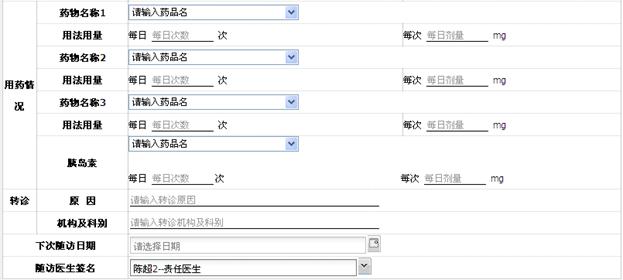 药物名称1 请输入药品名
用法用量 每日 每日次数 次 每次 每日剂量 mg
药物名称2 请输入药品名
用法用量 每日 每日次数 次 每次 每日剂量 mg
用药情况
药物名称3 请输入药品名
用法用量 每日 每日次数 次 每次 每日剂量 mg
胰岛素 请输入药品名
每日 每日次数 次 每次 每日剂量 mg
转诊 原 因 请输入转诊原因
机构及科别 请输入转诊机构及科别
下次随访日期 请选择日期
随访医生签名 陈超2--责任医生